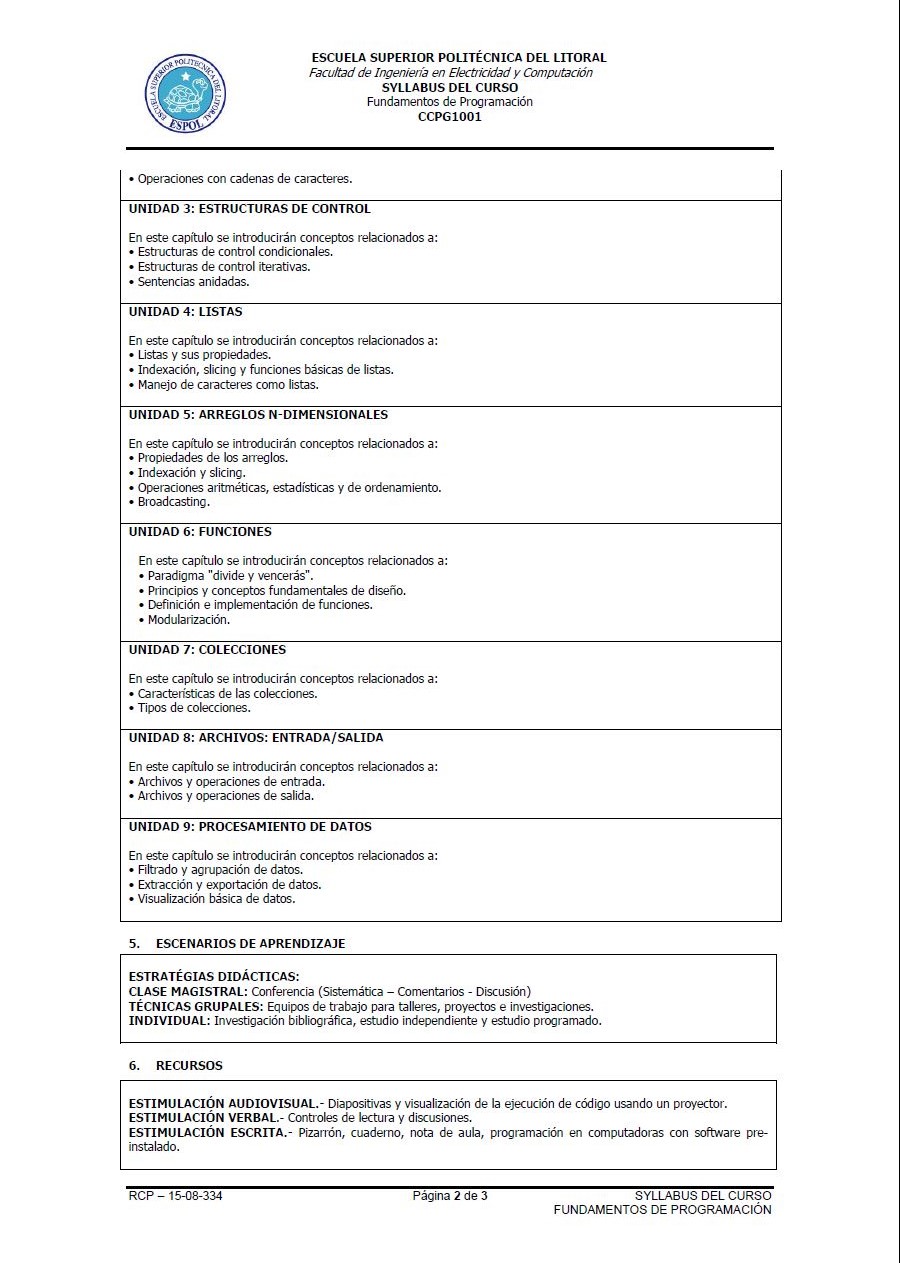 ESCUELA SUPERIOR POLITECNICA DEL LITORAL
ESPOL
ESCUELA SUPERIOR POLITÉCNICA DEL LITORAL
Facultad de Ingeniería en Electricidad y Computación
SYLLABUS DEL CURSO
Fundamentos de Programación
CCPG1001
• Operaciones con cadenas de caracteres.
UNIDAD 3: ESTRUCTURAS DE CONTROL
En este capítulo se introducirán conceptos relacionados a:
• Estructuras de control condicionales.
• Estructuras de control iterativas.
• Sentencias anidadas.
UNIDAD 4: LISTAS
En este capítulo se introducirán conceptos relacionados a:
• Listas y sus propiedades.
• Indexación, slicing y funciones básicas de listas.
• Manejo de caracteres como listas.
UNIDAD 5: ARREGLOS N-DIMENSIONALES
En este capítulo se introducirán conceptos relacionados a:
• Propiedades de los arreglos.
• Indexación y slicing.
• Operaciones aritméticas, estadísticas y de ordenamiento.
• Broadcasting.
UNIDAD 6: FUNCIONES
En este capítulo se introducirán conceptos relacionados a:
• Paradigma "divide y vencerás".
• Principios y conceptos fundamentales de diseño.
• Definición e implementación de funciones.
• Modularización.
UNIDAD 7: COLECCIONES
En este capítulo se introducirán conceptos relacionados a:
• Características de las colecciones.
• Tipos de colecciones.
UNIDAD 8: ARCHIVOS: ENTRADA/SALIDA
En este capítulo se introducirán conceptos relacionados a:
• Archivos y operaciones de entrada.
• Archivos y operaciones de salida.
UNIDAD 9: PROCESAMIENTO DE DATOS
En este capítulo se introducirán conceptos relacionados a:
• Filtrado y agrupación de datos.
• Extracción y exportación de datos.
• Visualización básica de datos.
5. ESCENARIOS DE APRENDIZAJE
ESTRATÉGIAS DIDÁCTICAS:
CLASE MAGISTRAL: Conferencia (Sistemática – Comentarios - Discusión)
TÉCNICAS GRUPALES: Equipos de trabajo para talleres, proyectos e investigaciones.
INDIVIDUAL: Investigación bibliográfica, estudio independiente y estudio programado.
6. RECURSOS
ESTIMULACIÓN AUDIOVISUAL.- Diapositivas y visualización de la ejecución de código usando un proyector.
ESTIMULACIÓN VERBAL.- Controles de lectura y discusiones.
ESTIMULACIÓN ESCRITA.- Pizarrón, cuaderno, nota de aula, programación en computadoras con software pre-
instalado.
RCP – 15-08-334 Página 2 de 3 SYLLABUS DEL CURSO
FUNDAMENTOS DE PROGRAMACIÓN